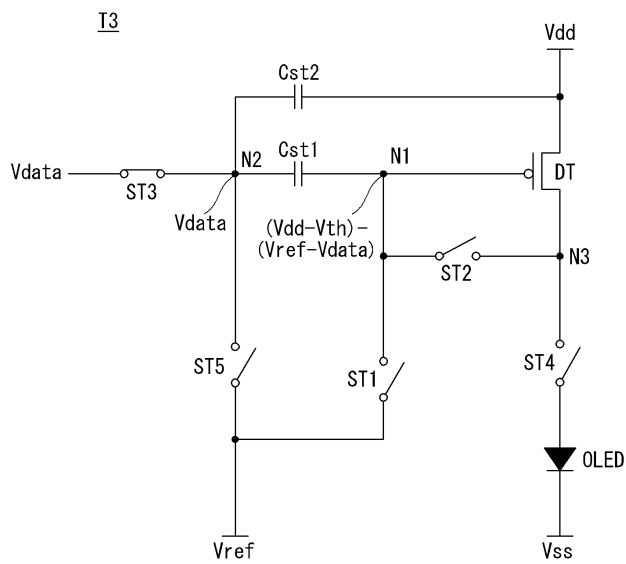 T3
Vdd
Cst2
N2
Cst1
N1
Vdata
ST3
DT
Vdata
(Vdd-Vth)-
(Vref-Vdata)
ST2
N3
ST5
ST1
ST4
OLED
Vref
Vss